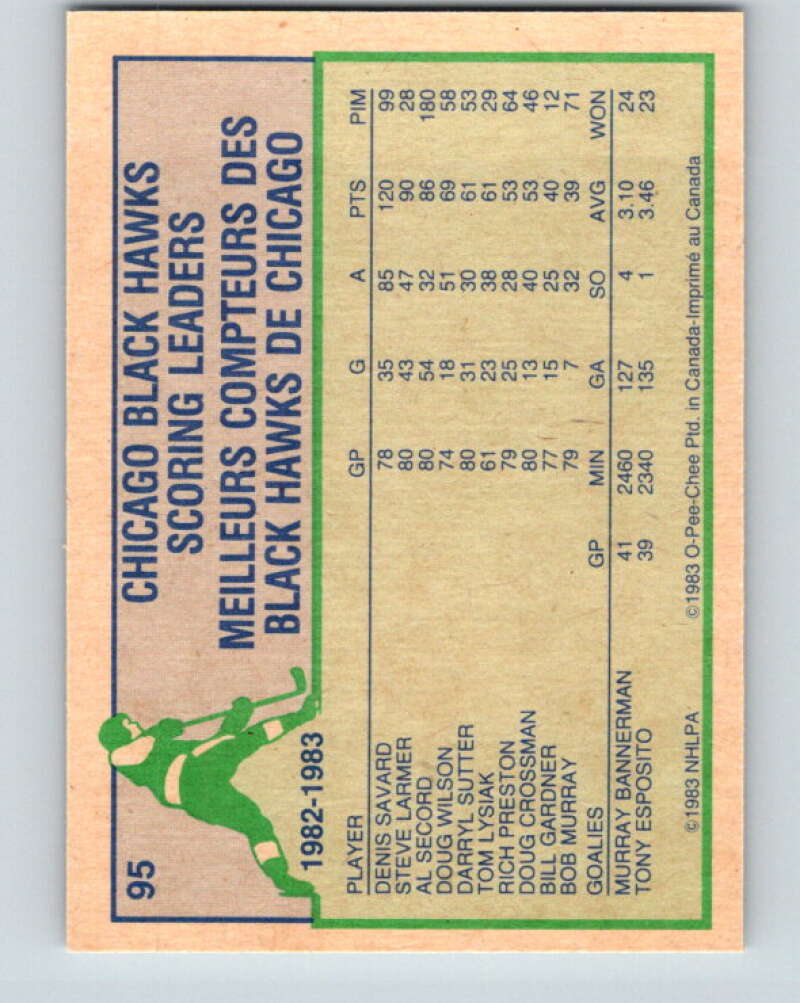 95
CHICAGO BLACK HAWKS
SCORING LEADERS
MEILLEURS COMPTEURS DES
BLACK HAWKS DE CHICAGO
1982-1983
PLAYER GP G A PTS PIM
DENIS SAVARD 78 35 85 120 99
STEVE LARMER 80 43 47 90 28
AL SECORD 80 54 32 86 180
DOUG WILSON 74 18 51 69 58
DARRYL SUTTER 80 31 30 61 53
TOM LYSIAK 61 23 38 61 29
RICH PRESTON 79 25 28 53 64
DOUG CROSSMAN 80 13 40 53 46
BILL GARDNER 77 15 25 40 12
BOB MURRAY 79 7 32 39 71
GOALIES GP MIN GA SO AVG WON
MURRAY BANNERMAN 41 2460 127 4 3.10 24
TONY ESPOSITO 39 2340 135 1 3.46 23
©1983 NHLPA ©1983 O-Pee-Chee Ptd. in Canada-Imprimé au Canada